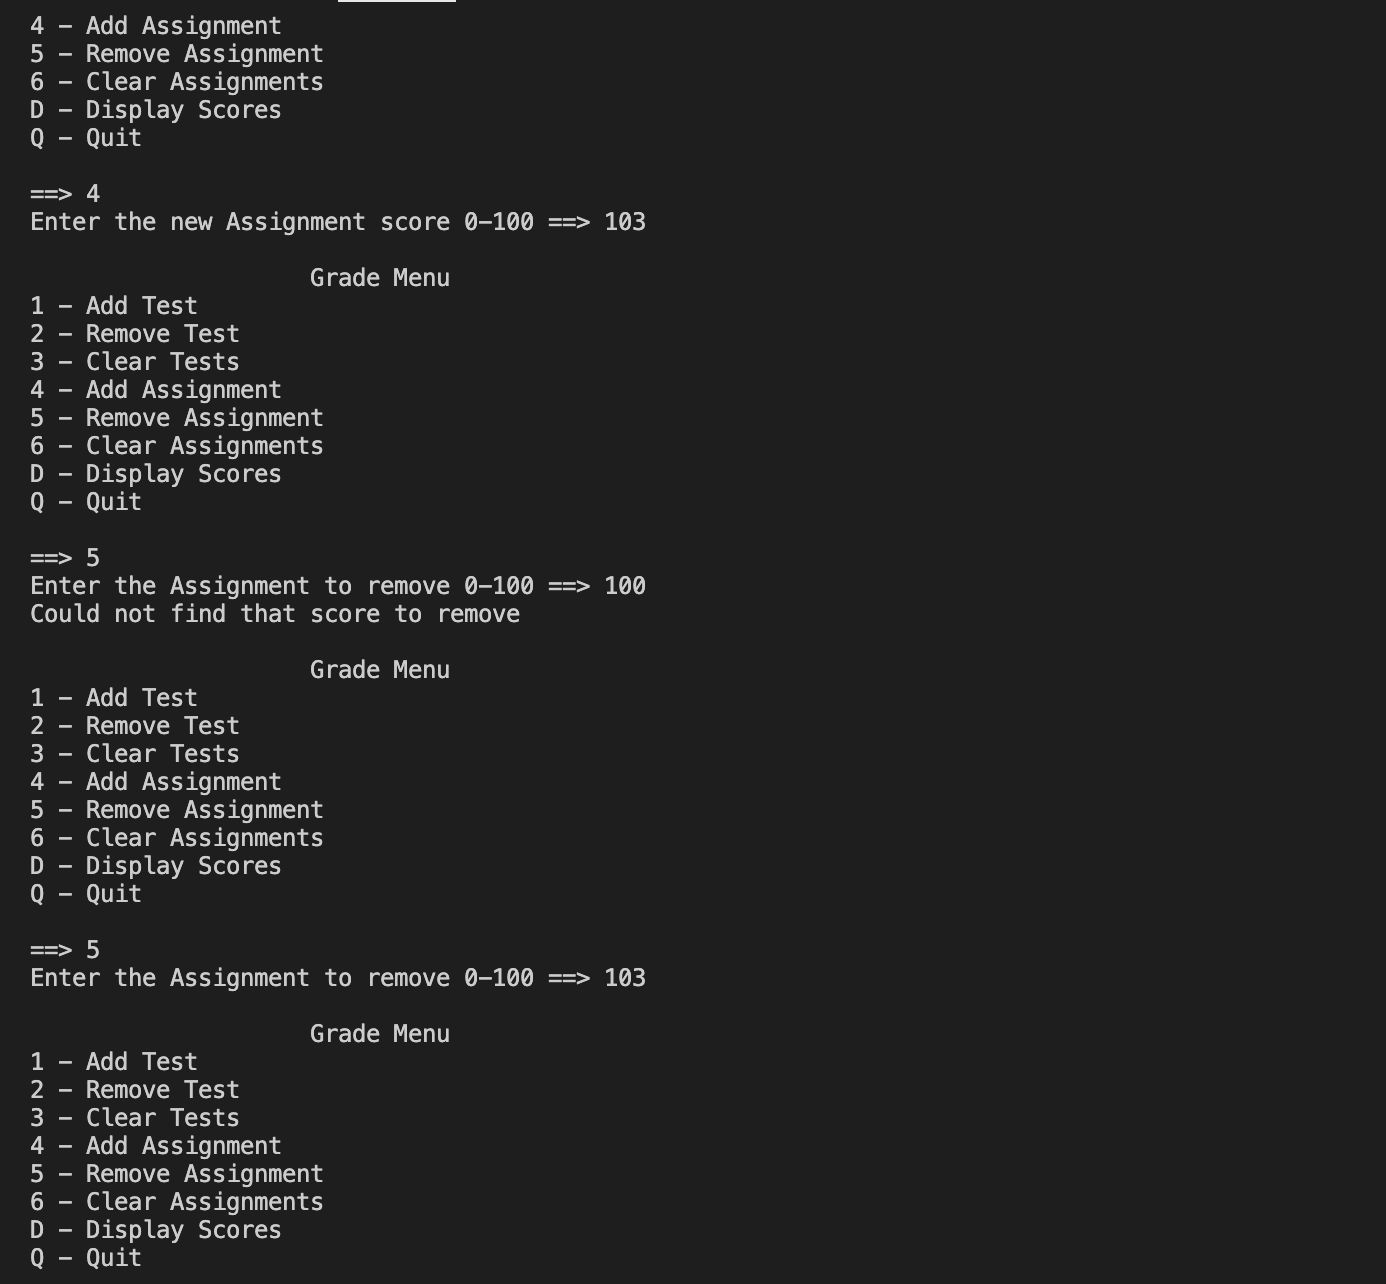 4 – Add Assignment
5 – Remove Assignment
6 – Clear Assignments
D – Display Scores
Q – Quit
==> 4
Enter the new Assignment score 0–100 ==> 103
Grade Menu
1 – Add Test
2 – Remove Test
3 – Clear Tests
4 – Add Assignment
5 – Remove Assignment
6 – Clear Assignments
D – Display Scores
Q – Quit
==> 5
Enter the Assignment to remove 0–100 ==> 100
Could not find that score to remove
Grade Menu
1 – Add Test
2 – Remove Test
3 – Clear Tests
4 – Add Assignment
5 – Remove Assignment
6 – Clear Assignments
D – Display Scores
Q – Quit
==> 5
Enter the Assignment to remove 0–100 ==> 103
Grade Menu
1 – Add Test
2 – Remove Test
3 – Clear Tests
4 – Add Assignment
5 – Remove Assignment
6 – Clear Assignments
D – Display Scores
Q – Quit